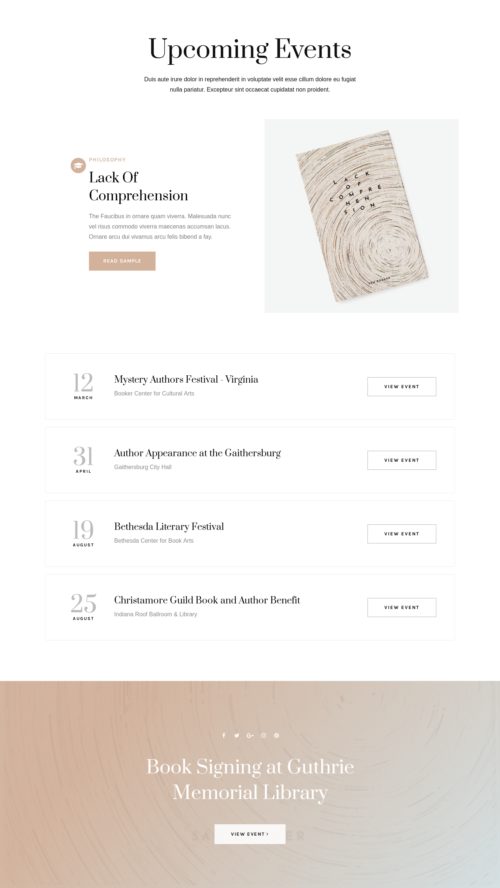 Upcoming Events
Duis aute irure dolor in reprehenderit in voluptate velit esse cillum dolore eu fugiat
nulla pariatur. Excepteur sint occaecat cupidatat non proident.
PHILOSOPHY
Lack Of
Comprehension
The Faucibus in ornare quam viverra. Malesuada nunc
vel risus commodo viverra maecenas accumsan lacus.
Ornare arcu dui vivamus arcu felis bibend a fay.
READ SAMPLE
LACK
OF
COMPRE
HEN
SION
12
MARCH
Mystery Authors Festival - Virginia
Booker Center for Cultural Arts
VIEW EVENT
31
APRIL
Author Appearance at the Gaithersburg
Gaithersburg City Hall
VIEW EVENT
19
AUGUST
Bethesda Literary Festival
Bethesda Center for Book Arts
VIEW EVENT
25
AUGUST
Christamore Guild Book and Author Benefit
Indiana Roof Ballroom & Library
VIEW EVENT
Book Signing at Guthrie
Memorial Library
VIEW EVENT ›